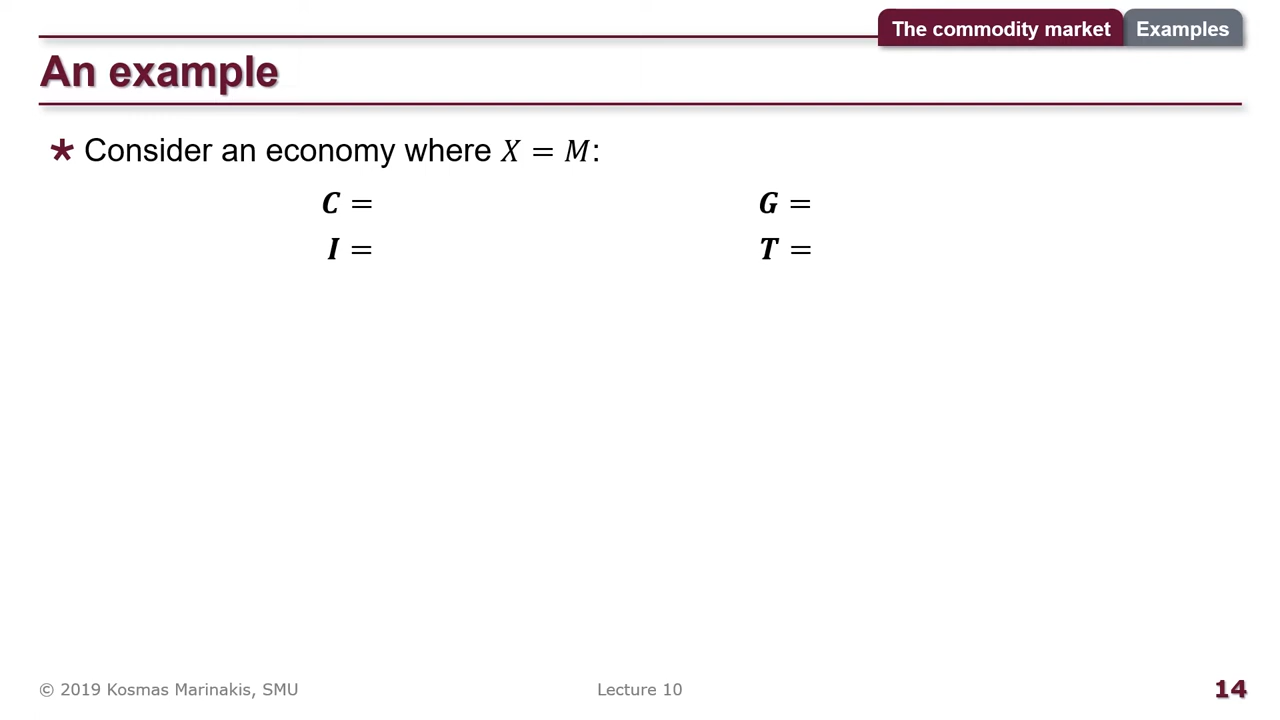 The commodity market Examples
An example
* Consider an economy where X = M:
C = G =
I = T =
© 2019 Kosmas Marinakis, SMU Lecture 10 14